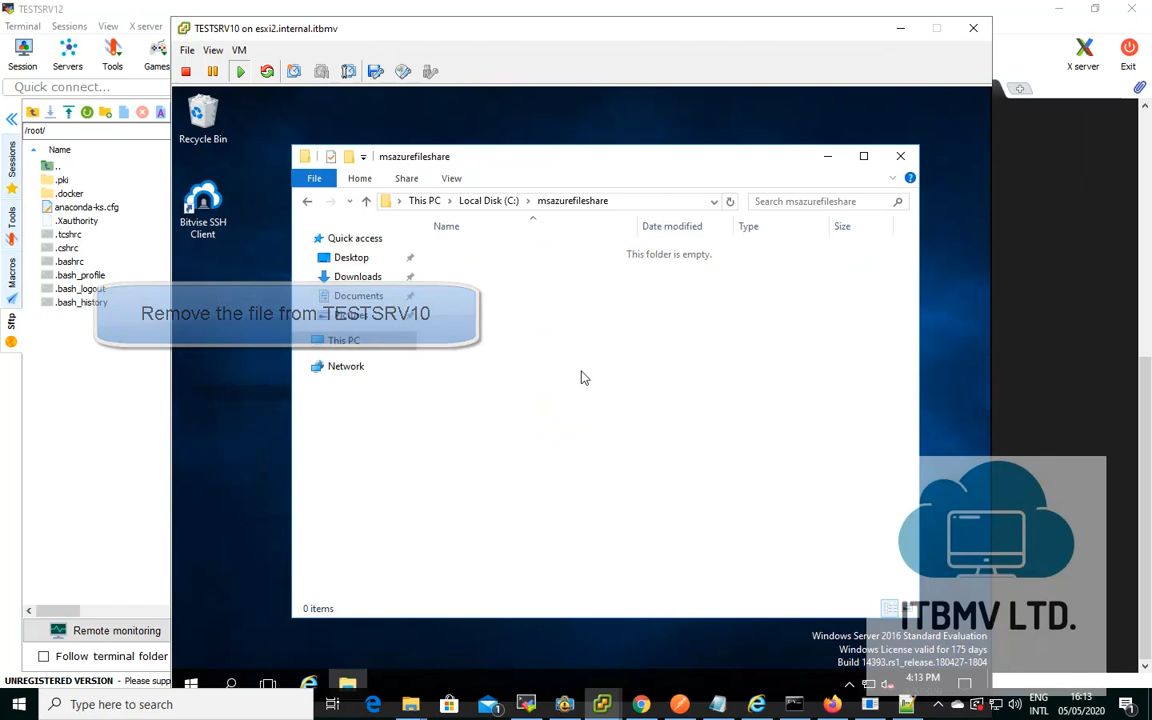 TESTSRV12
Terminal Sessions View X server
Session Servers Tools Games
X server Exit
Quick connect...
/root/
Name
..
.pki
.docker
anaconda-ks.cfg
.Xauthority
.tcshrc
.cshrc
.bashrc
.bash_profile
.bash_logout
.bash_history
Sessions
Tools
Macros
Sftp
Remote monitoring
Follow terminal folder
UNREGISTERED VERSION - Please supp
TESTSRV10 on esxi2.internal.itbmv
File View VM
Recycle Bin
Bitvise SSH
Client
msazurefileshare
File Home Share View
This PC > Local Disk (C:) > msazurefileshare
Search msazurefileshare
Name Date modified Type Size
This folder is empty.
Quick access
Desktop
Downloads
Documents
This PC
Network
0 items
Remove the file from TESTSRV10
ITBMV LTD.
Windows Server 2016 Standard Evaluation
Windows License valid for 175 days
Build 14393.rs1_release.180427-1804
4:13 PM
Type here to search
ENG
INTL
16:13
05/05/2020